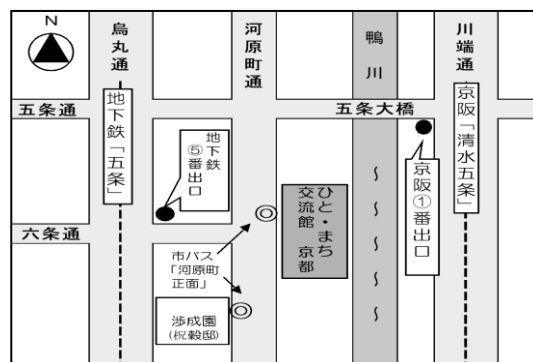 N
烏丸通
河原町通
鴨川
川端通
五条通
五条大橋
地下鉄「五条」
地下鉄
⑤番出口
京阪「清水五条」
京阪①番出口
ひと・まち
交流館 京都
六条通
市バス
「河原町
正面」
渉成園
(枳殻邸)